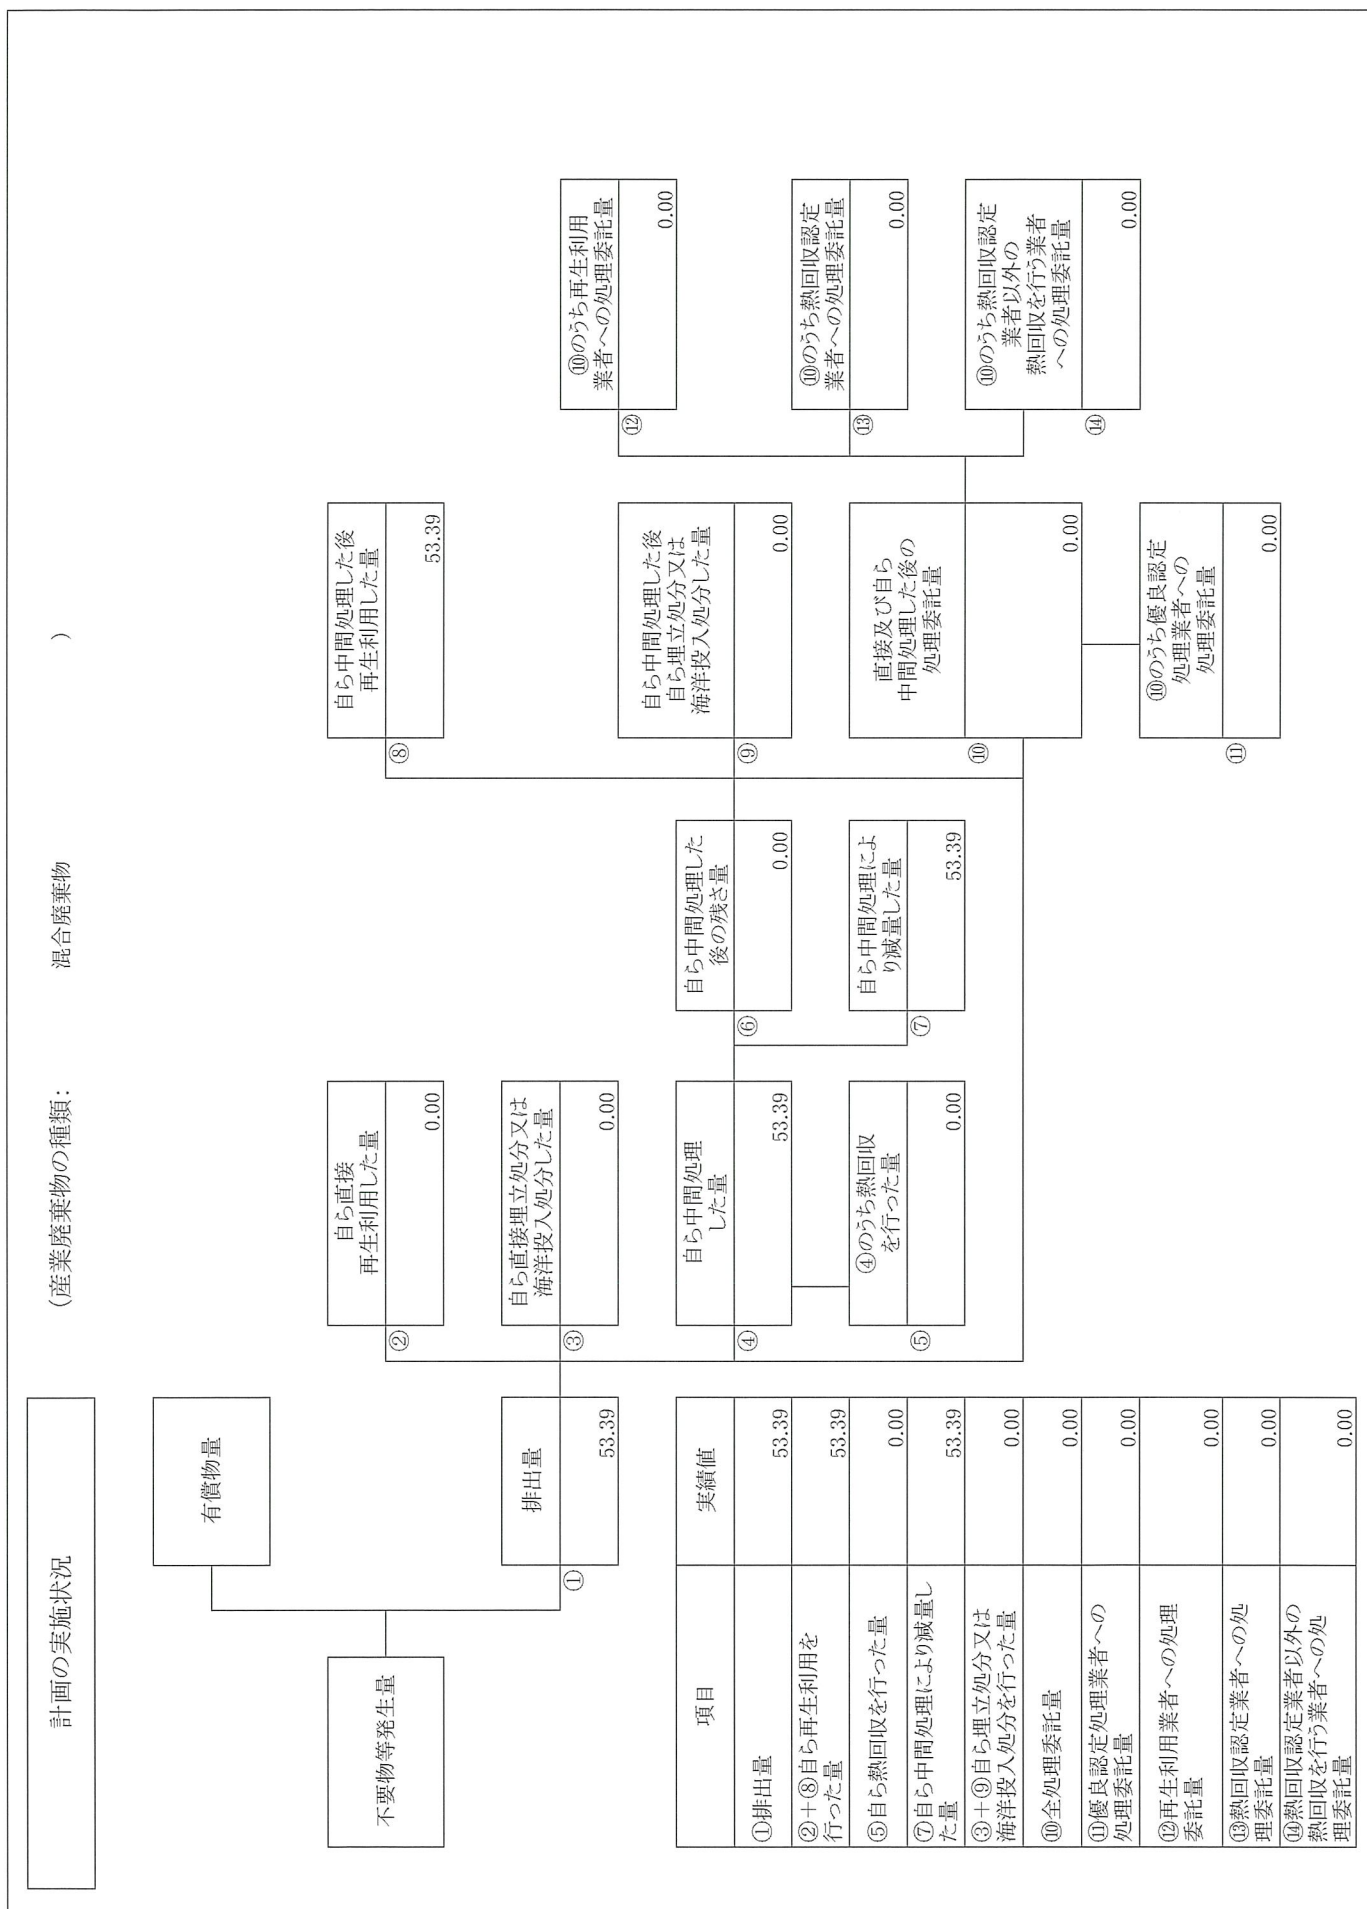 計画の実施状況
(産業廃棄物の種類：
混合廃棄物
)
不要物等発生量
有償物量
①
排出量
53.39
②
自ら直接
再生利用した量
0.00
③
自ら直接埋立処分又は
海洋投入処分した量
0.00
④
自ら中間処理
した量
53.39
⑤
④のうち熱回収
を行った量
0.00
⑥
自ら中間処理した
後の残さ量
0.00
⑦
自ら中間処理によ
り減量した量
53.39
⑧
自ら中間処理した後
再生利用した量
53.39
⑨
自ら中間処理した後
自ら埋立処分又は
海洋投入処分した量
0.00
⑩
直接及び自ら
中間処理した後の
処理委託量
0.00
⑪
⑩のうち優良認定
処理業者への
処理委託量
0.00
⑫
⑩のうち再生利用
業者への処理委託量
0.00
⑬
⑩のうち熱回収認定
業者への処理委託量
0.00
⑭
⑩のうち熱回収認定
業者以外の
熱回収を行う業者
への処理委託量
0.00
項目
実績値
①排出量
53.39
②＋⑧自ら再生利用を
行った量
53.39
⑤自ら熱回収を行った量
0.00
⑦自ら中間処理により減量し
た量
53.39
③＋⑨自ら埋立処分又は
海洋投入処分を行った量
0.00
⑩全処理委託量
0.00
⑪優良認定処理業者への
処理委託量
0.00
⑫再生利用業者への処理
委託量
0.00
⑬熱回収認定業者への処
理委託量
0.00
⑭熱回収認定業者以外の
熱回収を行う業者への処
理委託量
0.00